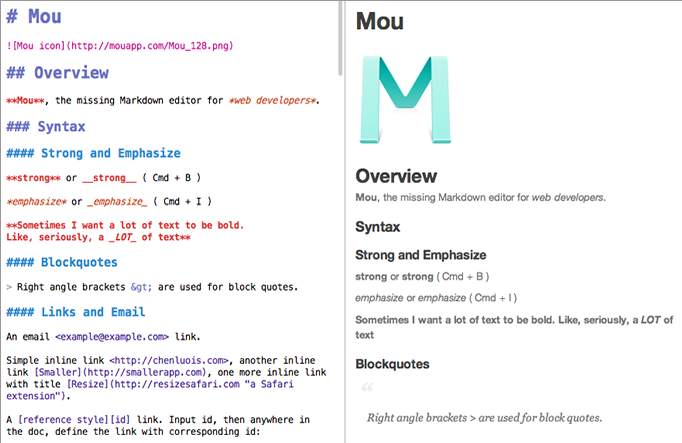 # Mou
![Mou icon](http://mouapp.com/Mou_128.png)
## Overview
**Mou**, the missing Markdown editor for *web developers*.
### Syntax
#### Strong and Emphasize
**strong** or __strong__ ( Cmd + B )
*emphasize* or _emphasize_ ( Cmd + I )
**Sometimes I want a lot of text to be bold.
Like, seriously, a _LOT_ of text**
#### Blockquotes
> Right angle brackets &gt; are used for block quotes.
#### Links and Email
An email <example@example.com> link.
Simple inline link <http://chenluois.com>, another inline
link [Smaller](http://smallerapp.com), one more inline link
with title [Resize](http://resizesafari.com "a Safari
extension").
A [reference style][id] link. Input id, then anywhere in
the doc, define the link with corresponding id:
Mou
M
Overview
Mou, the missing Markdown editor for web developers.
Syntax
Strong and Emphasize
strong or strong ( Cmd + B )
emphasize or emphasize ( Cmd + I )
Sometimes I want a lot of text to be bold. Like, seriously, a LOT of
text
Blockquotes
“
Right angle brackets > are used for block quotes.